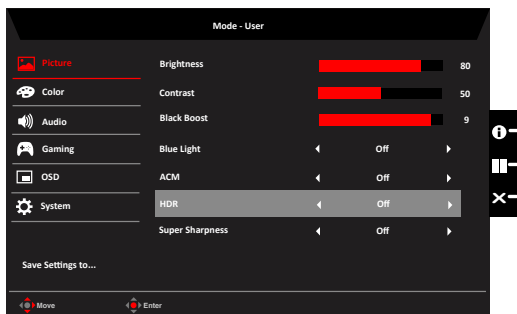 Mode - User
Picture
Color
Audio
Gaming
OSD
System
Save Settings to...
Brightness 80
Contrast 50
Black Boost 9
Blue Light Off
ACM Off
HDR Off
Super Sharpness Off
Move Enter